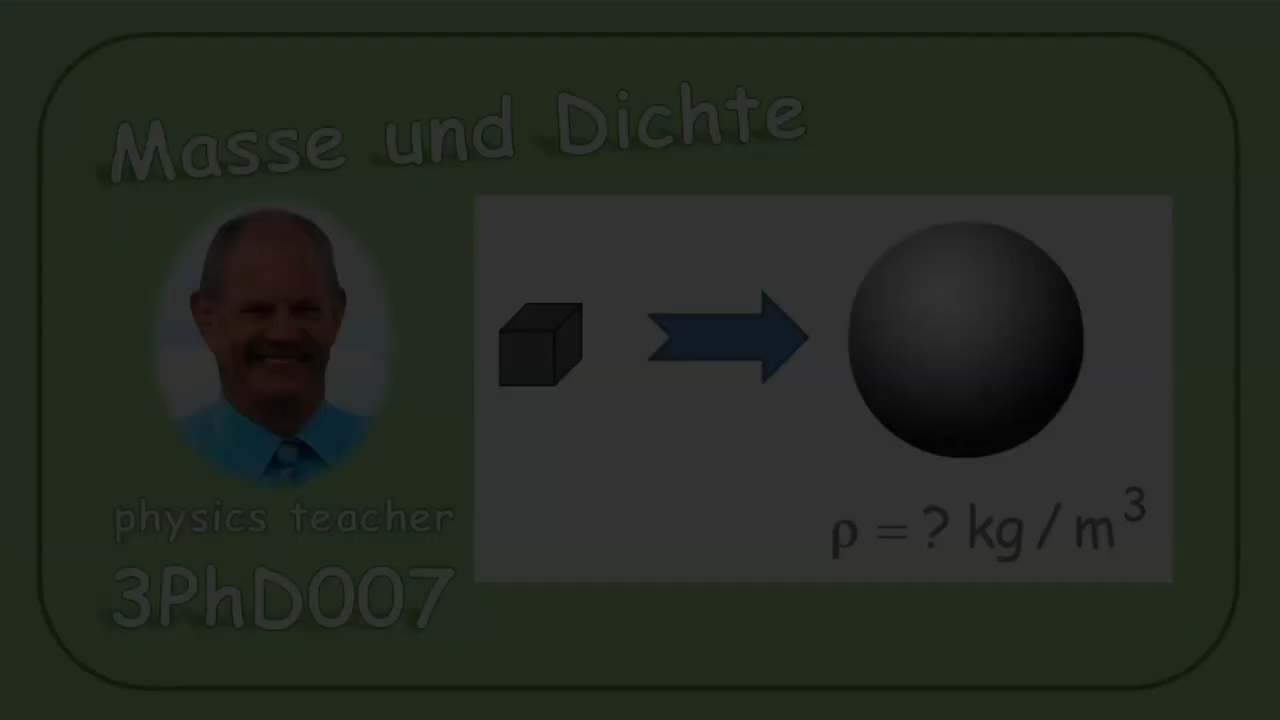 Masse und Dichte
physics teacher
3PhD007
ρ = ? kg / m³